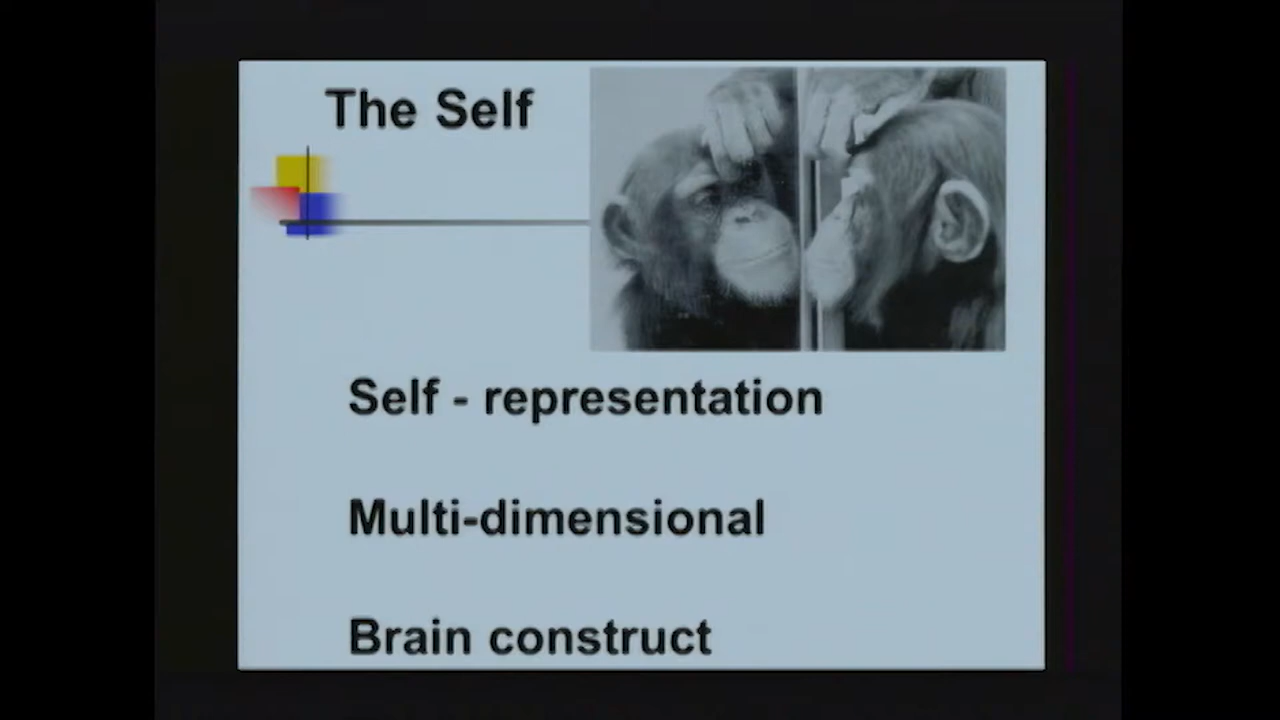 The Self
Self - representation
Multi-dimensional
Brain construct